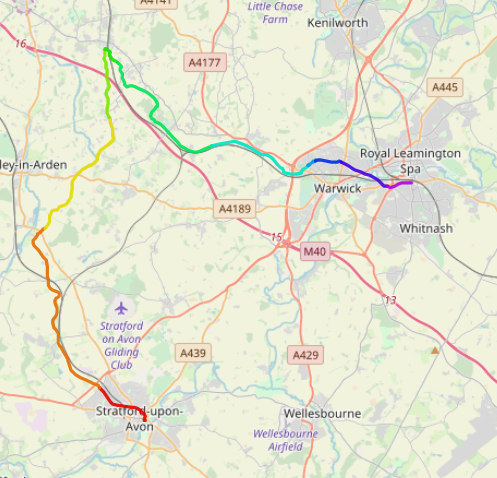 A4141
Little Chase
Farm
Kenilworth
16
A4177
A445
Royal Leamington
Spa
ley-in-Arden
Warwick
A4189
Whitnash
15
M40
13
Stratford
on Avon
Gliding
Club
A439
A429
Stratford-upon-
Avon
Wellesbourne
Wellesbourne
Airfield